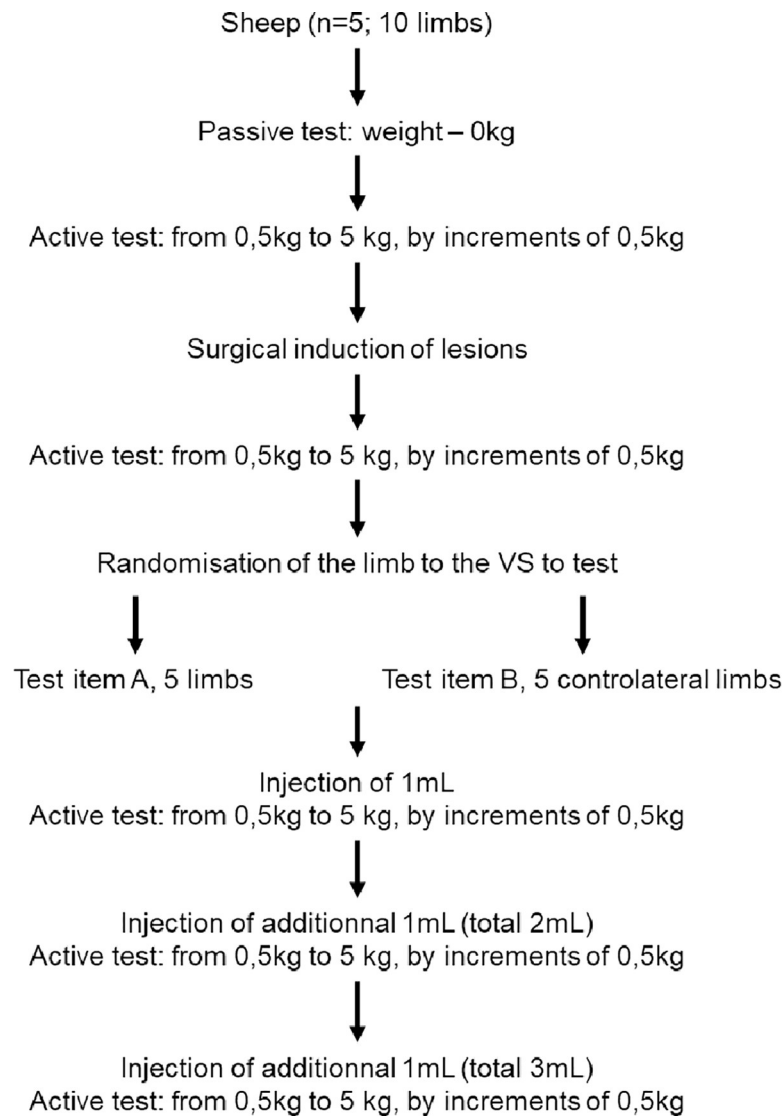 Sheep (n=5; 10 limbs)
Passive test: weight – 0kg
Active test: from 0,5kg to 5 kg, by increments of 0,5kg
Surgical induction of lesions
Active test: from 0,5kg to 5 kg, by increments of 0,5kg
Randomisation of the limb to the VS to test
Test item A, 5 limbs
Test item B, 5 controlateral limbs
Injection of 1mL
Active test: from 0,5kg to 5 kg, by increments of 0,5kg
Injection of additionnal 1mL (total 2mL)
Active test: from 0,5kg to 5 kg, by increments of 0,5kg
Injection of additionnal 1mL (total 3mL)
Active test: from 0,5kg to 5 kg, by increments of 0,5kg